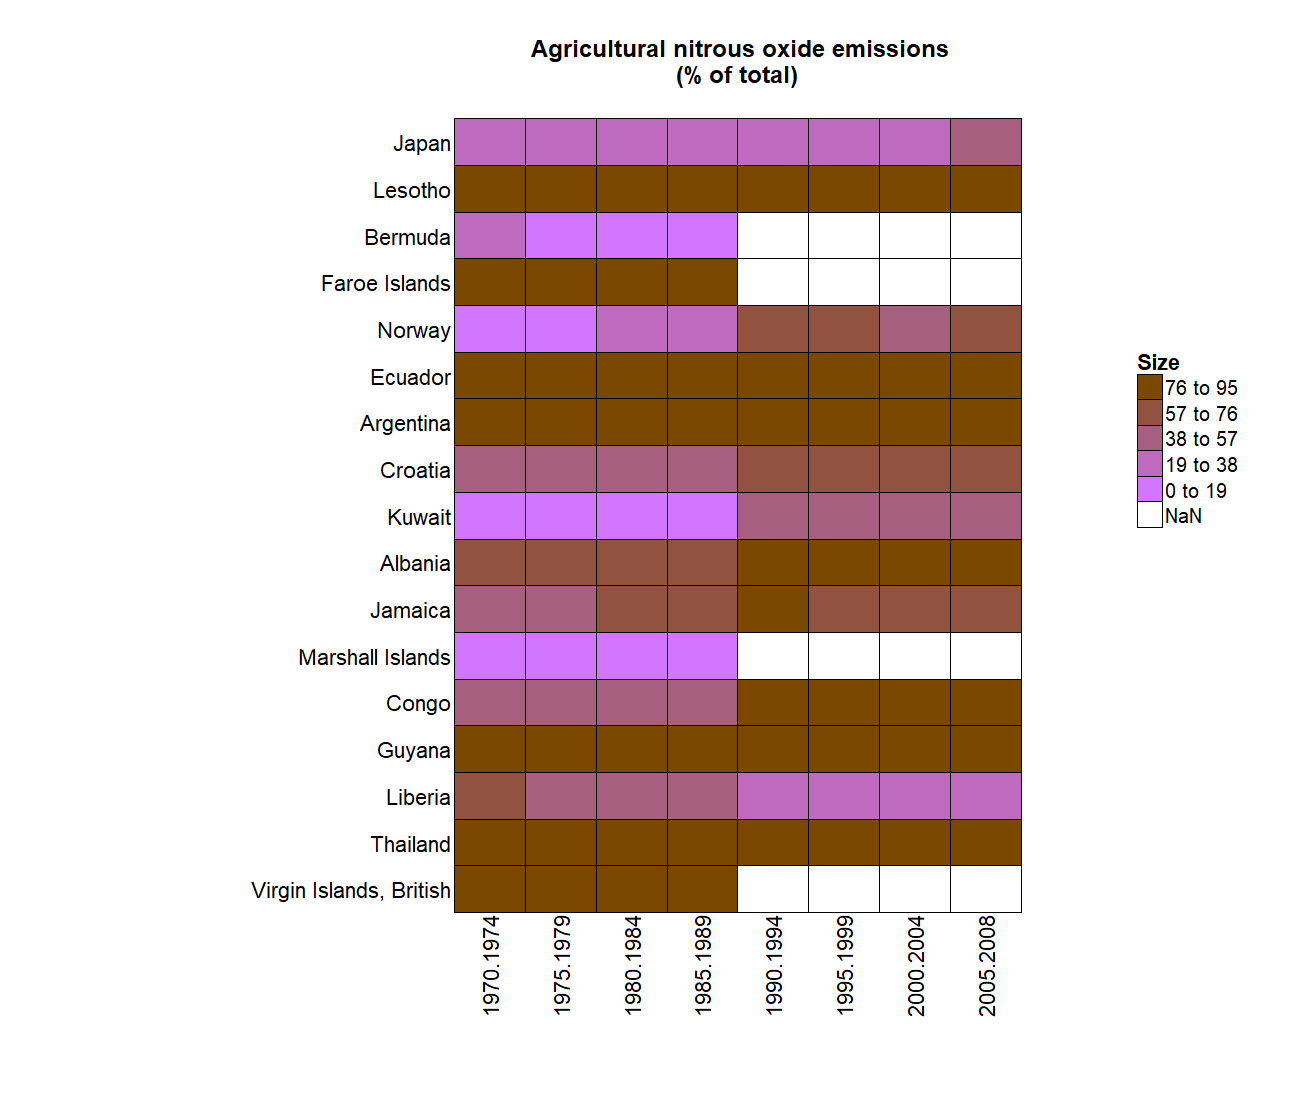 Agricultural nitrous oxide emissions
(% of total)
Japan
Lesotho
Bermuda
Faroe Islands
Norway
Ecuador
Argentina
Croatia
Kuwait
Albania
Jamaica
Marshall Islands
Congo
Guyana
Liberia
Thailand
Virgin Islands, British
1970.1974
1975.1979
1980.1984
1985.1989
1990.1994
1995.1999
2000.2004
2005.2008
Size
76 to 95
57 to 76
38 to 57
19 to 38
0 to 19
NaN